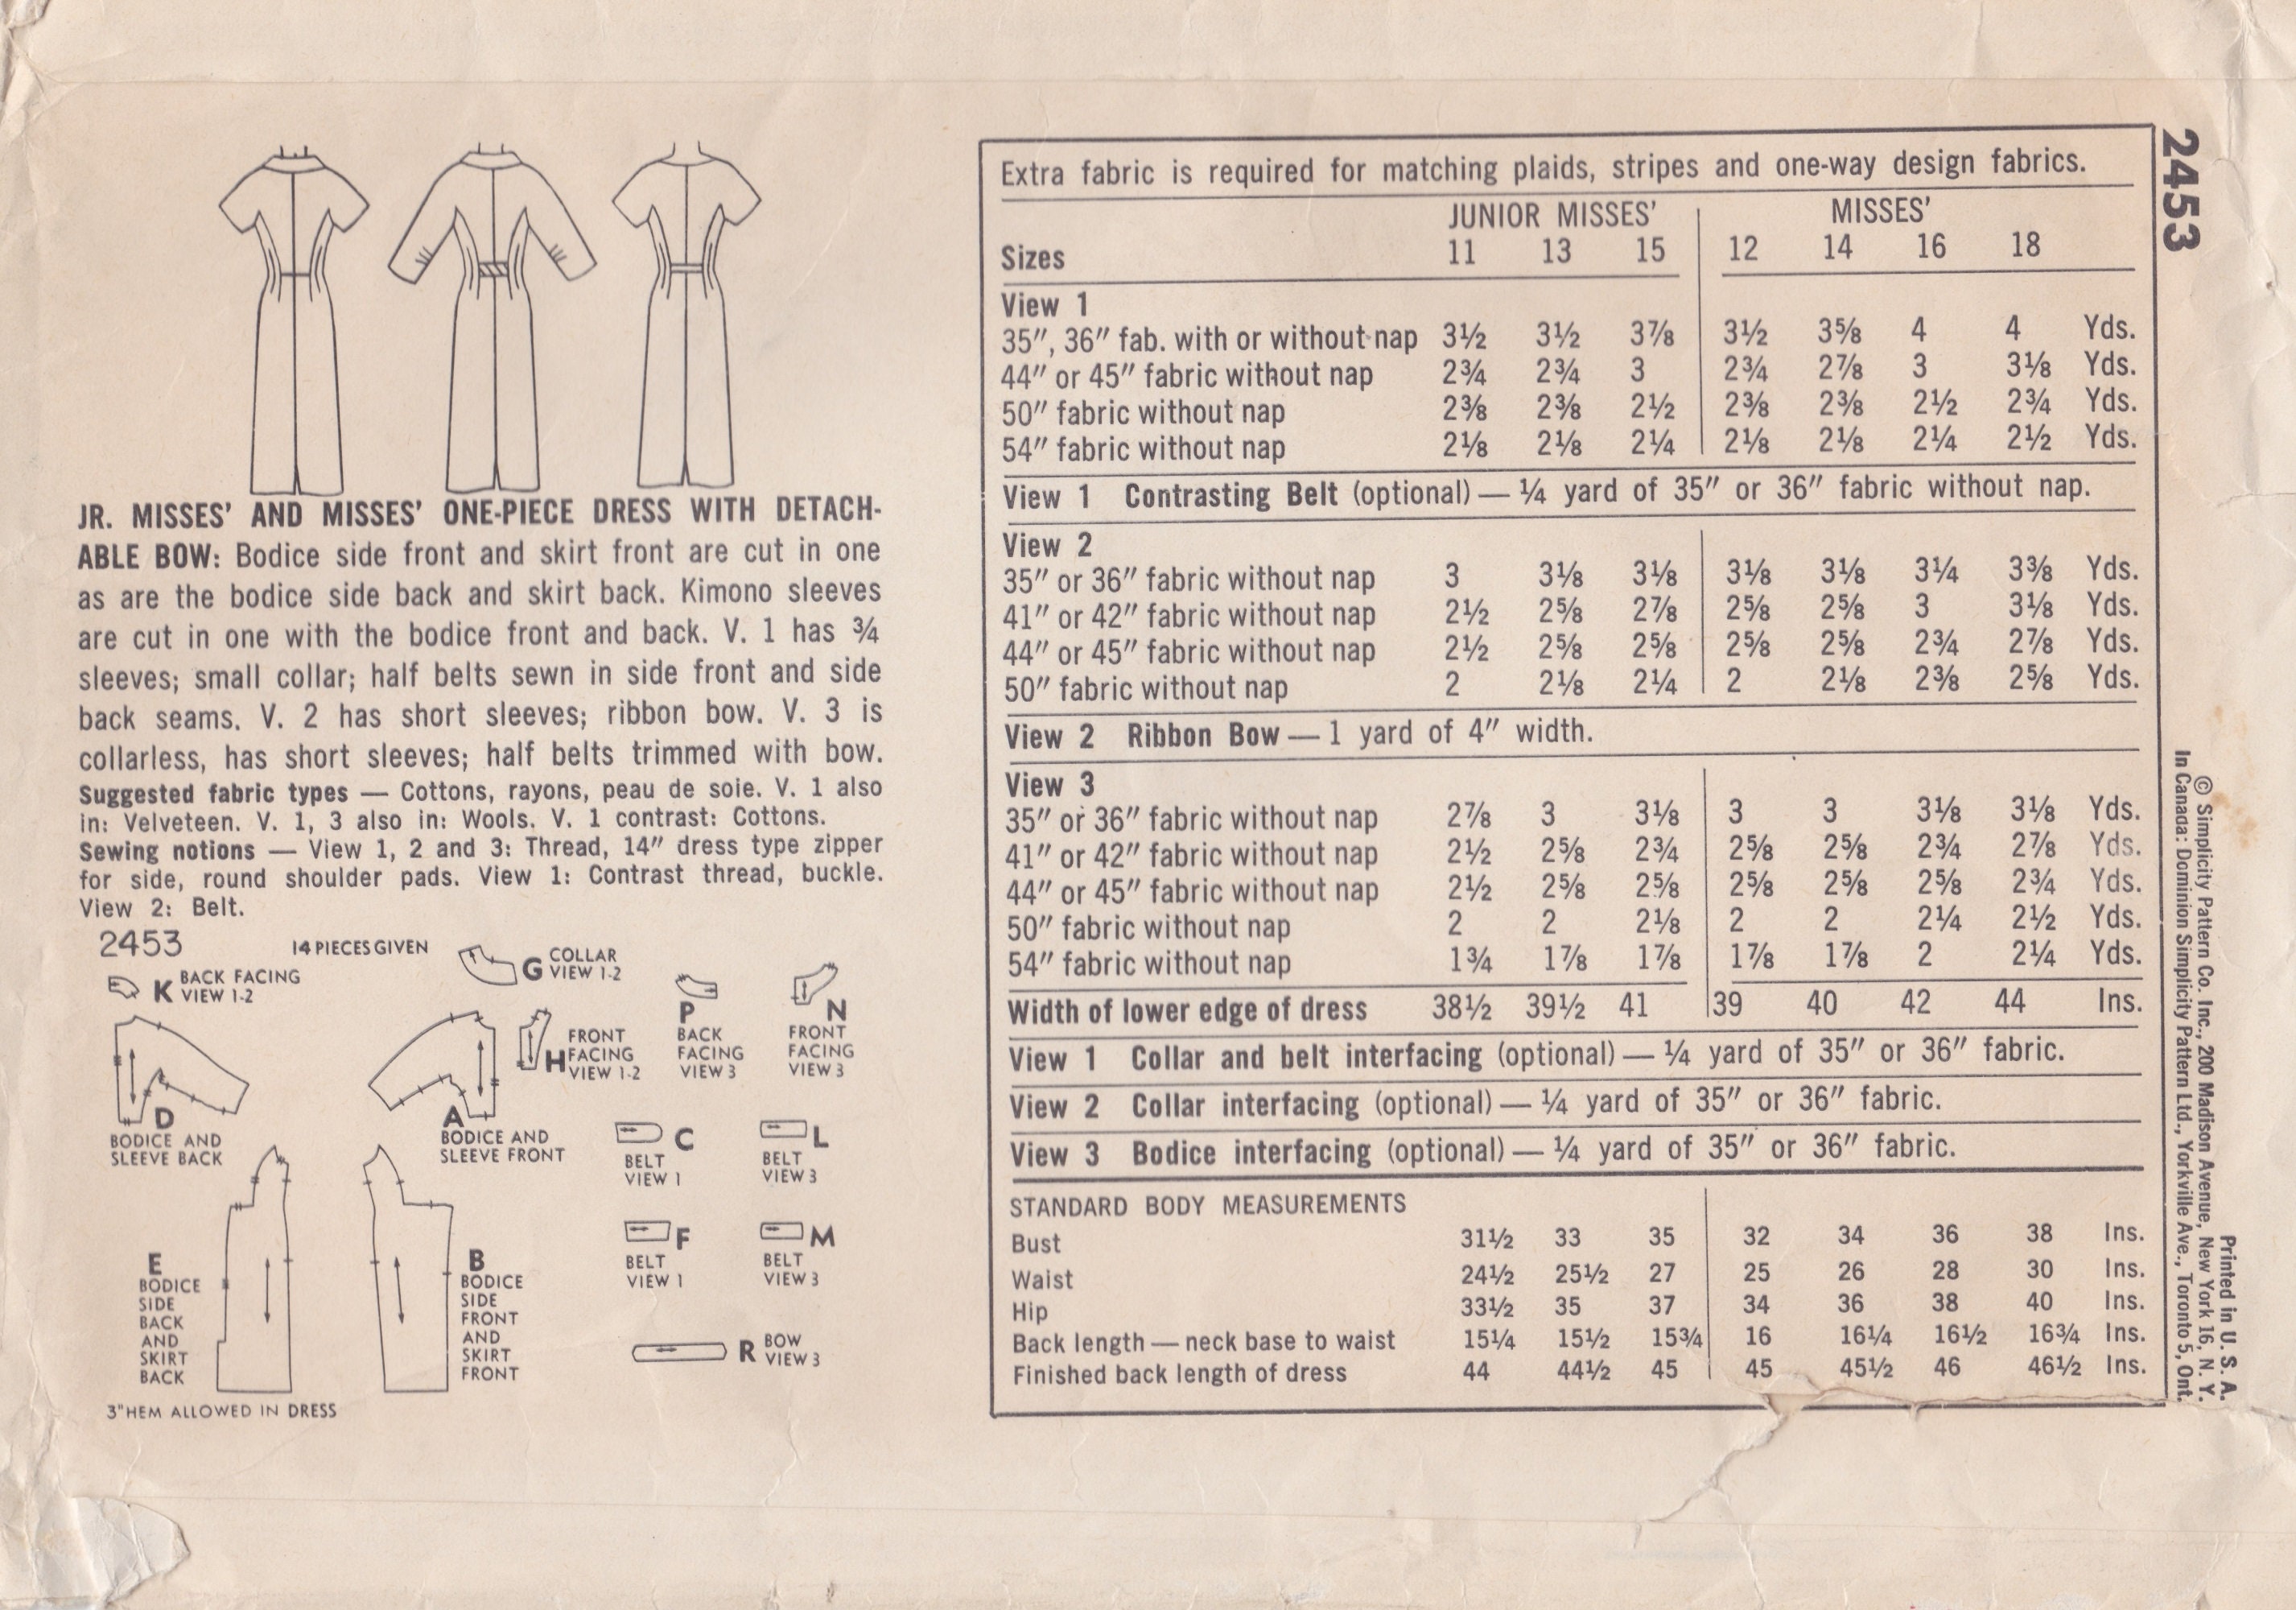 JR. MISSES' AND MISSES' ONE-PIECE DRESS WITH DETACH-
ABLE BOW: Bodice side front and skirt front are cut in one
as are the bodice side back and skirt back. Kimono sleeves
are cut in one with the bodice front and back. V. 1 has ¾
sleeves; small collar; half belts sewn in side front and side
back seams. V. 2 has short sleeves; ribbon bow. V. 3 is
collarless, has short sleeves; half belts trimmed with bow.
Suggested fabric types — Cottons, rayons, peau de soie. V. 1 also
in: Velveteen. V. 1, 3 also in: Wools. V. 1 contrast: Cottons.
Sewing notions — View 1, 2 and 3: Thread, 14" dress type zipper
for side, round shoulder pads. View 1: Contrast thread, buckle.
View 2: Belt.
2453 14 PIECES GIVEN
K BACK FACING
VIEW 1-2
G COLLAR
VIEW 1-2
D
BODICE AND
SLEEVE BACK
A
BODICE AND
SLEEVE FRONT
H FRONT
FACING
VIEW 1-2
P
BACK
FACING
VIEW 3
N
FRONT
FACING
VIEW 3
C
BELT
VIEW 1
L
BELT
VIEW 3
F
BELT
VIEW 1
M
BELT
VIEW 3
E
BODICE
SIDE
BACK
AND
SKIRT
BACK
B
BODICE
SIDE
FRONT
AND
SKIRT
FRONT
R BOW
VIEW 3
3" HEM ALLOWED IN DRESS
Extra fabric is required for matching plaids, stripes and one-way design fabrics.
JUNIOR MISSES' MISSES'
Sizes 11 13 15 12 14 16 18
View 1
35", 36" fab. with or without nap 3½ 3½ 3⅞ 3½ 3⅝ 4 4 Yds.
44" or 45" fabric without nap 2¾ 2¾ 3 2¾ 2⅞ 3 3⅛ Yds.
50" fabric without nap 2⅜ 2⅜ 2½ 2⅜ 2⅜ 2½ 2¾ Yds.
54" fabric without nap 2⅛ 2⅛ 2¼ 2⅛ 2⅛ 2¼ 2½ Yds.
View 1 Contrasting Belt (optional) — ¼ yard of 35" or 36" fabric without nap.
View 2
35" or 36" fabric without nap 3 3⅛ 3⅛ 3⅛ 3⅛ 3¼ 3⅜ Yds.
41" or 42" fabric without nap 2½ 2⅝ 2⅞ 2⅝ 2⅝ 3 3⅛ Yds.
44" or 45" fabric without nap 2½ 2⅝ 2⅝ 2⅝ 2⅝ 2¾ 2⅞ Yds.
50" fabric without nap 2 2⅛ 2¼ 2 2⅛ 2⅜ 2⅝ Yds.
View 2 Ribbon Bow — 1 yard of 4" width.
View 3
35" or 36" fabric without nap 2⅞ 3 3⅛ 3 3 3⅛ 3⅛ Yds.
41" or 42" fabric without nap 2½ 2⅝ 2¾ 2⅝ 2⅝ 2¾ 2⅞ Yds.
44" or 45" fabric without nap 2½ 2⅝ 2⅝ 2⅝ 2⅝ 2⅝ 2¾ Yds.
50" fabric without nap 2 2 2⅛ 2 2 2¼ 2½ Yds.
54" fabric without nap 1¾ 1⅞ 1⅞ 1⅞ 1⅞ 2 2¼ Yds.
Width of lower edge of dress 38½ 39½ 41 39 40 42 44 Ins.
View 1 Collar and belt interfacing (optional) — ¼ yard of 35" or 36" fabric.
View 2 Collar interfacing (optional) — ¼ yard of 35" or 36" fabric.
View 3 Bodice interfacing (optional) — ¼ yard of 35" or 36" fabric.
STANDARD BODY MEASUREMENTS
Bust 31½ 33 35 32 34 36 38 Ins.
Waist 24½ 25½ 27 25 26 28 30 Ins.
Hip 33½ 35 37 34 36 38 40 Ins.
Back length — neck base to waist 15¼ 15½ 15¾ 16 16¼ 16½ 16¾ Ins.
Finished back length of dress 44 44½ 45 45 45½ 46 46½ Ins.
2453
© Simplicity Pattern Co. Inc., 200 Madison Avenue, New York 16, N. Y.
In Canada: Dominion Simplicity Pattern Ltd., Yorkville Ave., Toronto 5, Ont.
Printed in U. S. A.